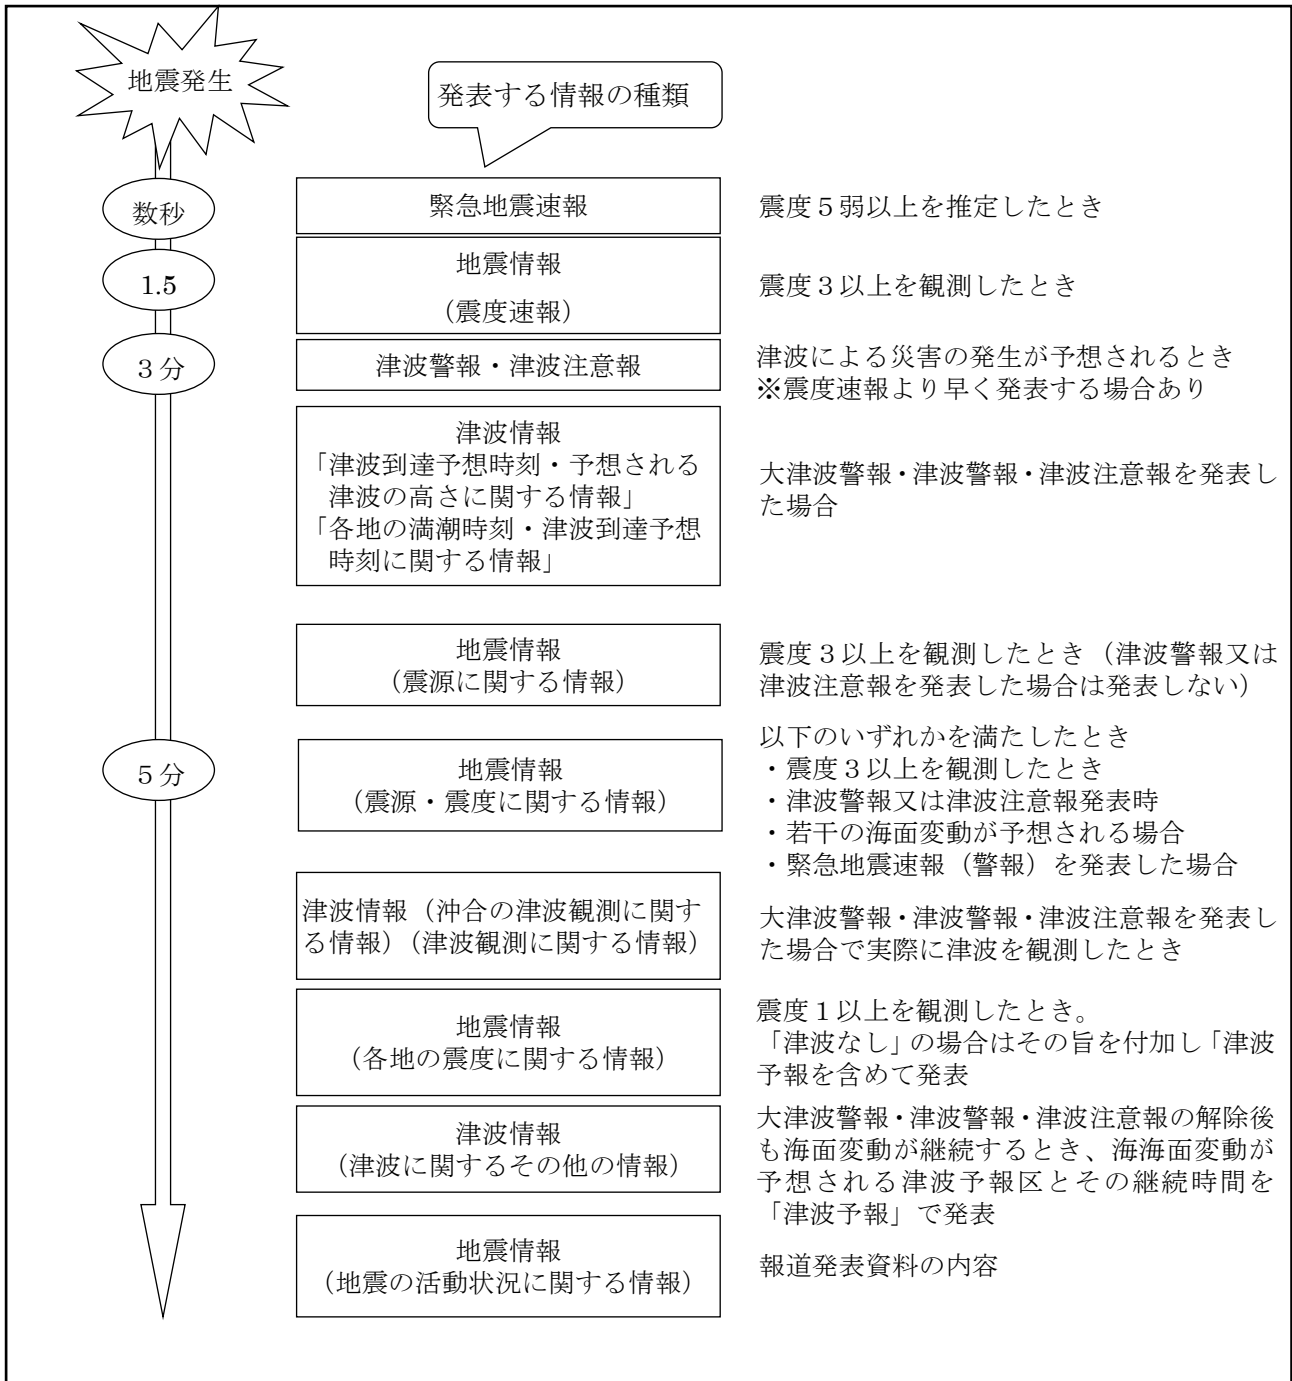 地震発生
発表する情報の種類
数秒
緊急地震速報
震度５弱以上を推定したとき
1.5
地震情報
（震度速報）
震度３以上を観測したとき
３分
津波警報・津波注意報
津波による災害の発生が予想されるとき
※震度速報より早く発表する場合あり
津波情報
「津波到達予想時刻・予想される
津波の高さに関する情報」
「各地の満潮時刻・津波到達予想
時刻に関する情報」
大津波警報・津波警報・津波注意報を発表し
た場合
地震情報
（震源に関する情報）
震度３以上を観測したとき（津波警報又は
津波注意報を発表した場合は発表しない）
５分
地震情報
（震源・震度に関する情報）
以下のいずれかを満たしたとき
・震度３以上を観測したとき
・津波警報又は津波注意報発表時
・若干の海面変動が予想される場合
・緊急地震速報（警報）を発表した場合
津波情報（沖合の津波観測に関す
る情報）（津波観測に関する情報）
大津波警報・津波警報・津波注意報を発表し
た場合で実際に津波を観測したとき
地震情報
（各地の震度に関する情報）
震度１以上を観測したとき。
「津波なし」の場合はその旨を付加し「津波
予報を含めて発表
津波情報
（津波に関するその他の情報）
大津波警報・津波警報・津波注意報の解除後
も海面変動が継続するとき、海海面変動が
予想される津波予報区とその継続時間を
「津波予報」で発表
地震情報
（地震の活動状況に関する情報）
報道発表資料の内容